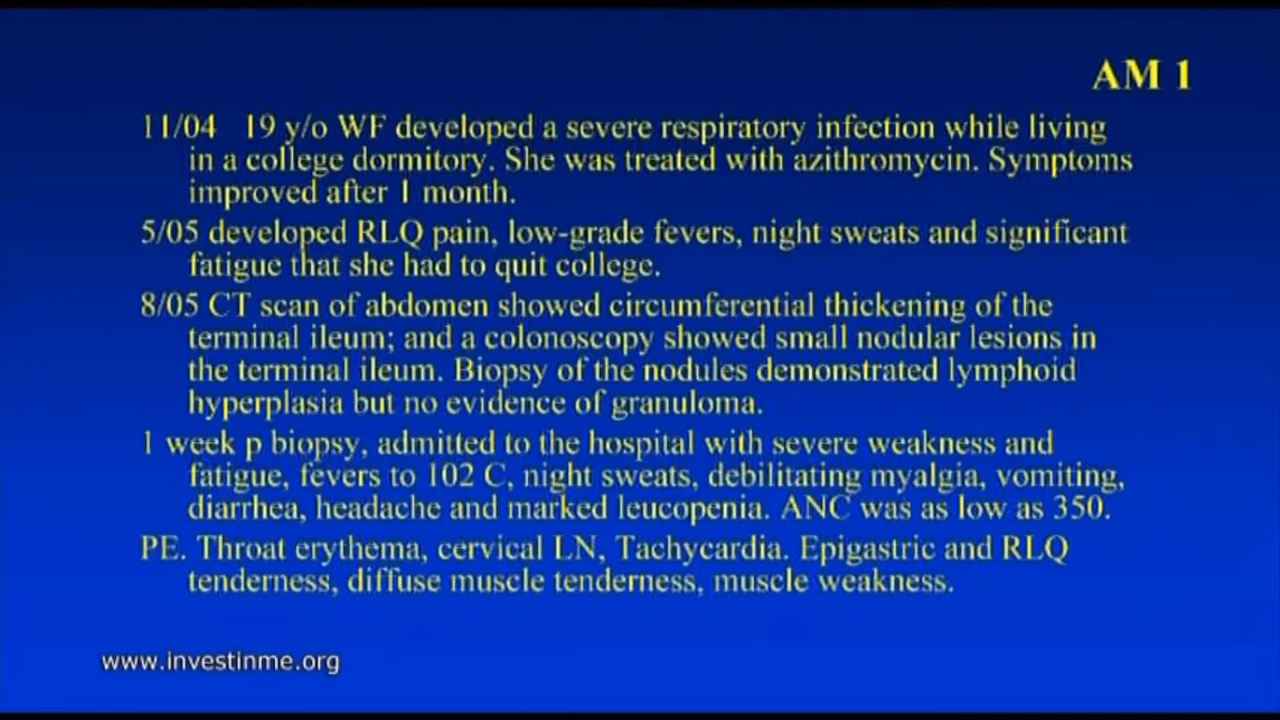 AM 1
11/04 19 y/o WF developed a severe respiratory infection while living
in a college dormitory. She was treated with azithromycin. Symptoms
improved after 1 month.
5/05 developed RLQ pain, low-grade fevers, night sweats and significant
fatigue that she had to quit college.
8/05 CT scan of abdomen showed circumferential thickening of the
terminal ileum; and a colonoscopy showed small nodular lesions in
the terminal ileum. Biopsy of the nodules demonstrated lymphoid
hyperplasia but no evidence of granuloma.
1 week p biopsy, admitted to the hospital with severe weakness and
fatigue, fevers to 102 C, night sweats, debilitating myalgia, vomiting,
diarrhea, headache and marked leucopenia. ANC was as low as 350.
PE. Throat erythema, cervical LN, Tachycardia. Epigastric and RLQ
tenderness, diffuse muscle tenderness, muscle weakness.
www.investinme.org